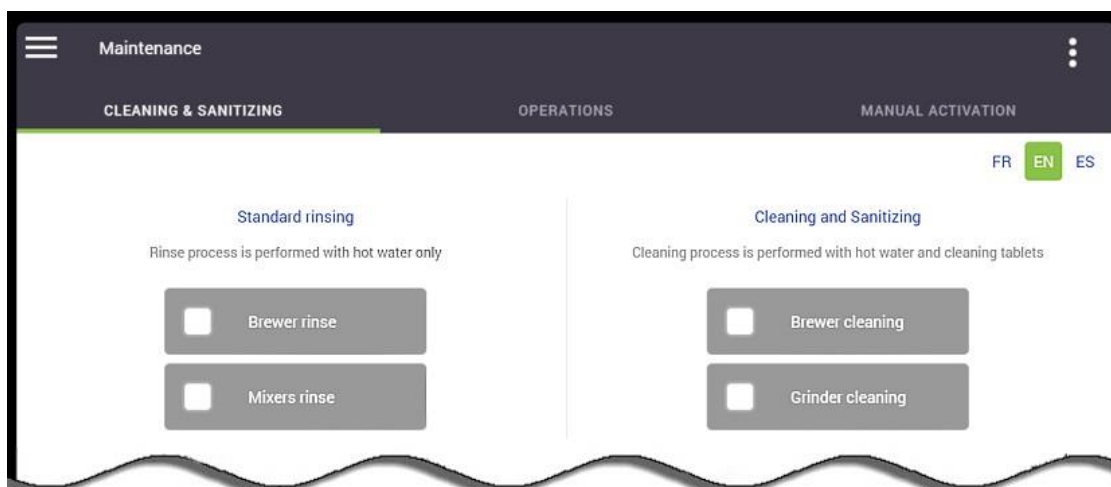 Maintenance
CLEANING & SANITIZING
OPERATIONS
MANUAL ACTIVATION
FR EN ES
Standard rinsing
Rinse process is performed with hot water only
Brewer rinse
Mixers rinse
Cleaning and Sanitizing
Cleaning process is performed with hot water and cleaning tablets
Brewer cleaning
Grinder cleaning